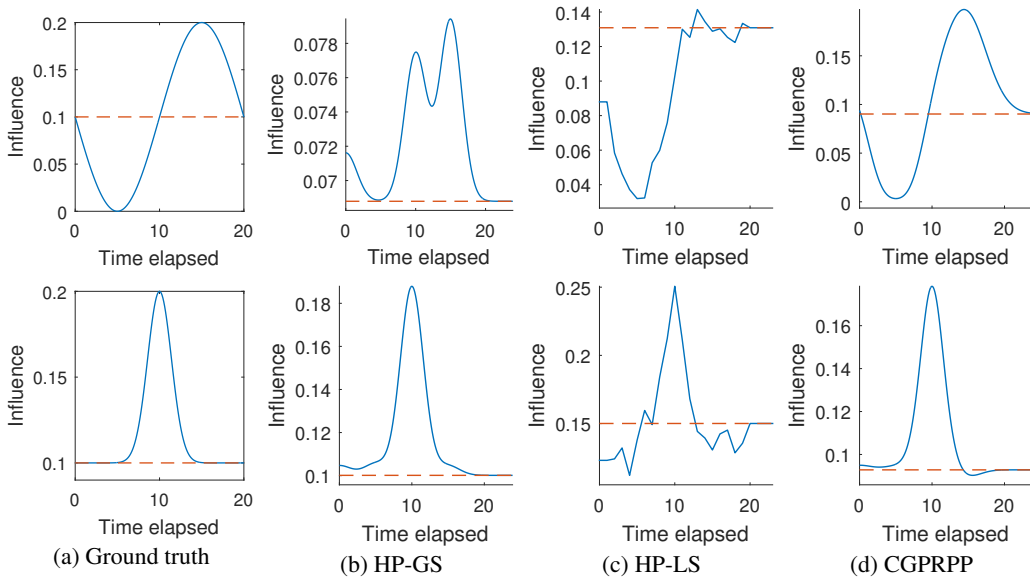 0.2
0.15
0.1
0.05
0
0 10 20
Influence
Time elapsed
0.078
0.076
0.074
0.072
0.07
0 10 20
Influence
Time elapsed
0.14
0.12
0.1
0.08
0.06
0.04
0 10 20
Influence
Time elapsed
0.15
0.1
0.05
0
0 10 20
Influence
Time elapsed
0.2
0.15
0.1
0 10 20
Influence
Time elapsed
0.18
0.16
0.14
0.12
0.1
0 10 20
Influence
Time elapsed
0.25
0.2
0.15
0 10 20
Influence
Time elapsed
0.16
0.14
0.12
0.1
0 10 20
Influence
Time elapsed
(a) Ground truth
(b) HP-GS
(c) HP-LS
(d) CGPRPP